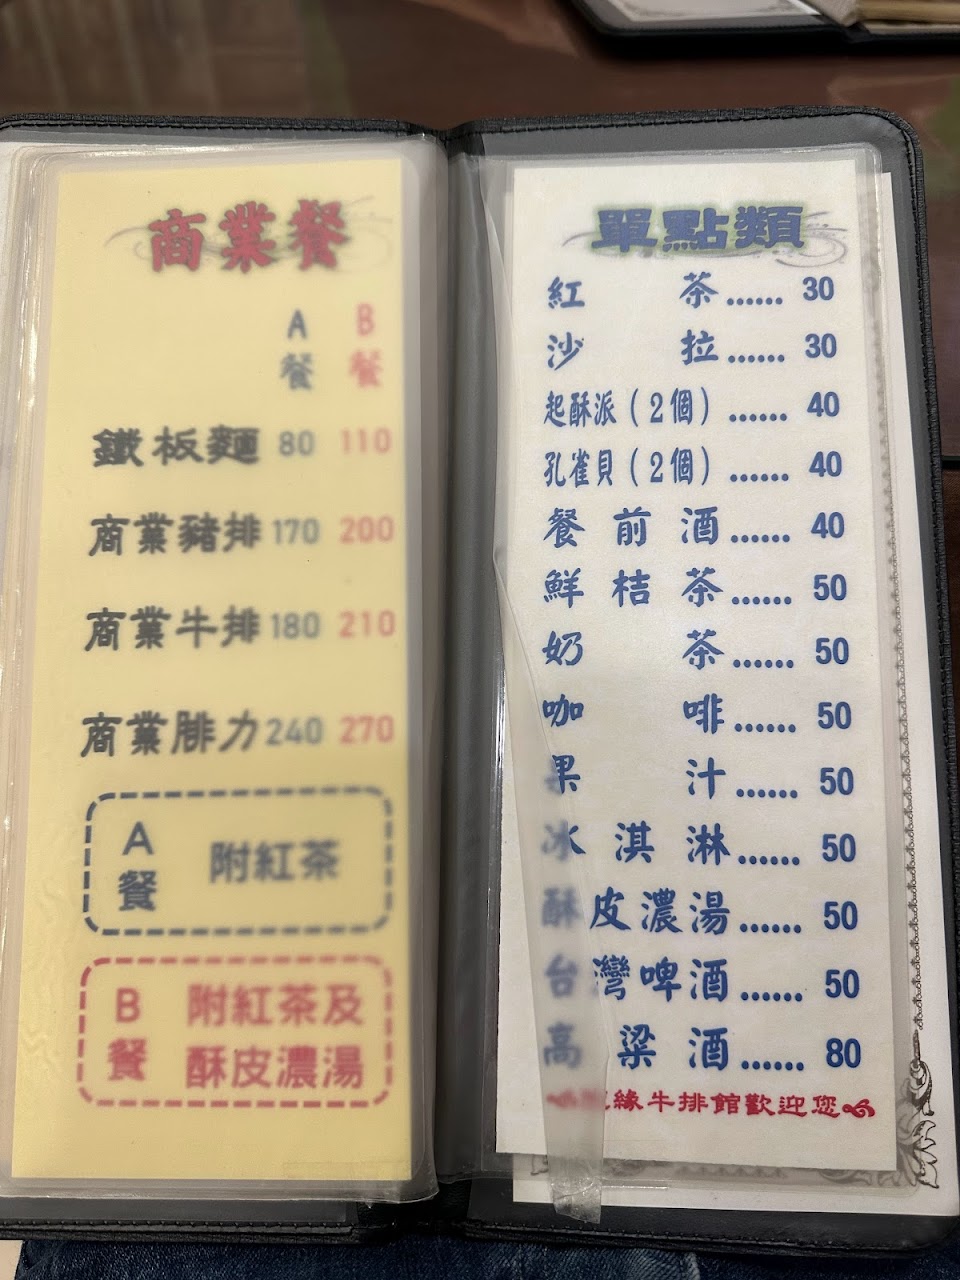 商業餐
A餐 B餐
鐵板麵 80 110
商業豬排 170 200
商業牛排 180 210
商業腓力 240 270
A餐 附紅茶
B餐 附紅茶及
酥皮濃湯
單點類
紅茶...... 30
沙拉...... 30
起酥派(2個)...... 40
孔雀貝(2個)...... 40
餐前酒...... 40
鮮桔茶...... 50
奶茶...... 50
咖啡...... 50
果汁...... 50
冰淇淋...... 50
酥皮濃湯...... 50
台灣啤酒...... 50
高粱酒...... 80
緣牛排館歡迎您